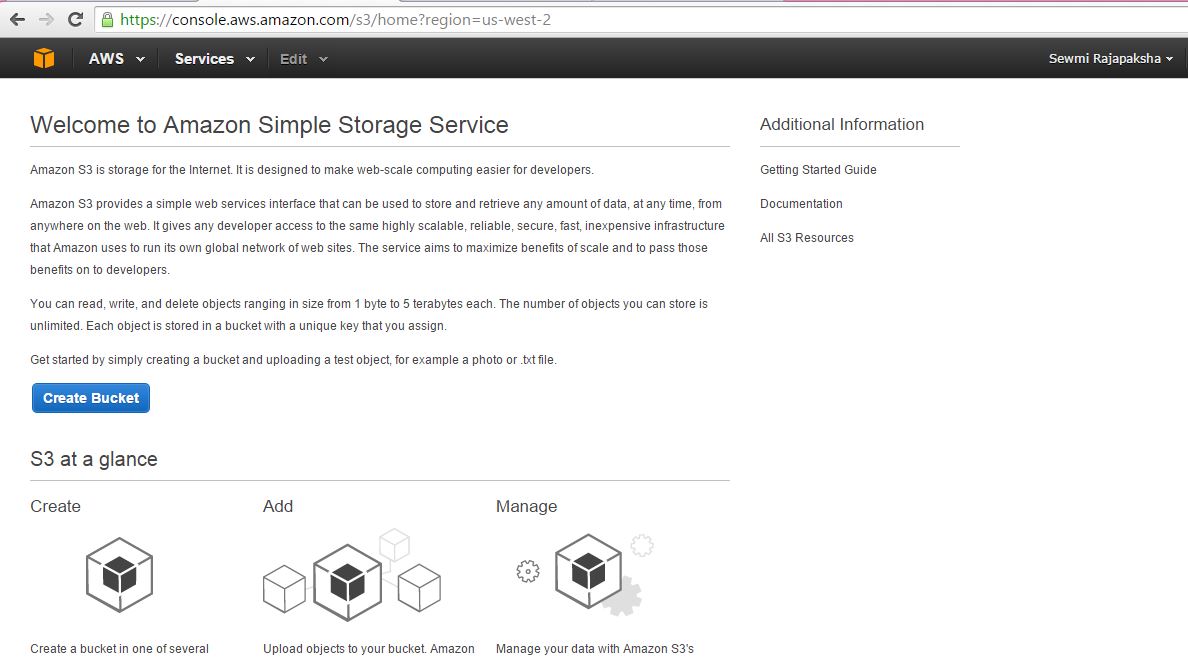 https://console.aws.amazon.com/s3/home?region=us-west-2
AWS Services Edit Sewmi Rajapaksha
Welcome to Amazon Simple Storage Service
Amazon S3 is storage for the Internet. It is designed to make web-scale computing easier for developers.
Amazon S3 provides a simple web services interface that can be used to store and retrieve any amount of data, at any time, from
anywhere on the web. It gives any developer access to the same highly scalable, reliable, secure, fast, inexpensive infrastructure
that Amazon uses to run its own global network of web sites. The service aims to maximize benefits of scale and to pass those
benefits on to developers.
You can read, write, and delete objects ranging in size from 1 byte to 5 terabytes each. The number of objects you can store is
unlimited. Each object is stored in a bucket with a unique key that you assign.
Get started by simply creating a bucket and uploading a test object, for example a photo or .txt file.
Create Bucket
Additional Information
Getting Started Guide
Documentation
All S3 Resources
S3 at a glance
Create
Create a bucket in one of several
Add
Upload objects to your bucket. Amazon
Manage
Manage your data with Amazon S3's